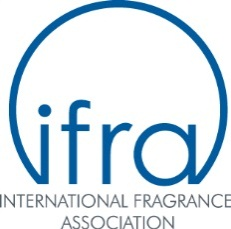 ifra
INTERNATIONAL FRAGRANCE
ASSOCIATION